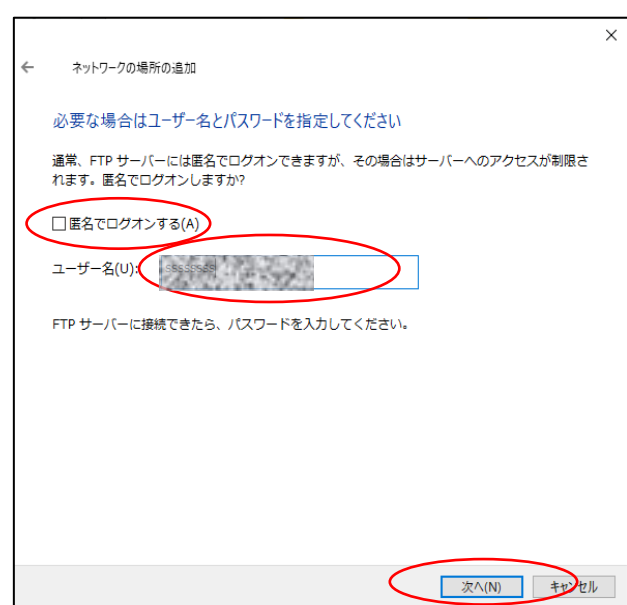 ネットワークの場所の追加
必要な場合はユーザー名とパスワードを指定してください
通常、FTP サーバーには匿名でログオンできますが、その場合はサーバーへのアクセスが制限さ
れます。匿名でログオンしますか?
匿名でログオンする(A)
ユーザー名(U): ssssssss
FTP サーバーに接続できたら、パスワードを入力してください。
次へ(N) キャンセル